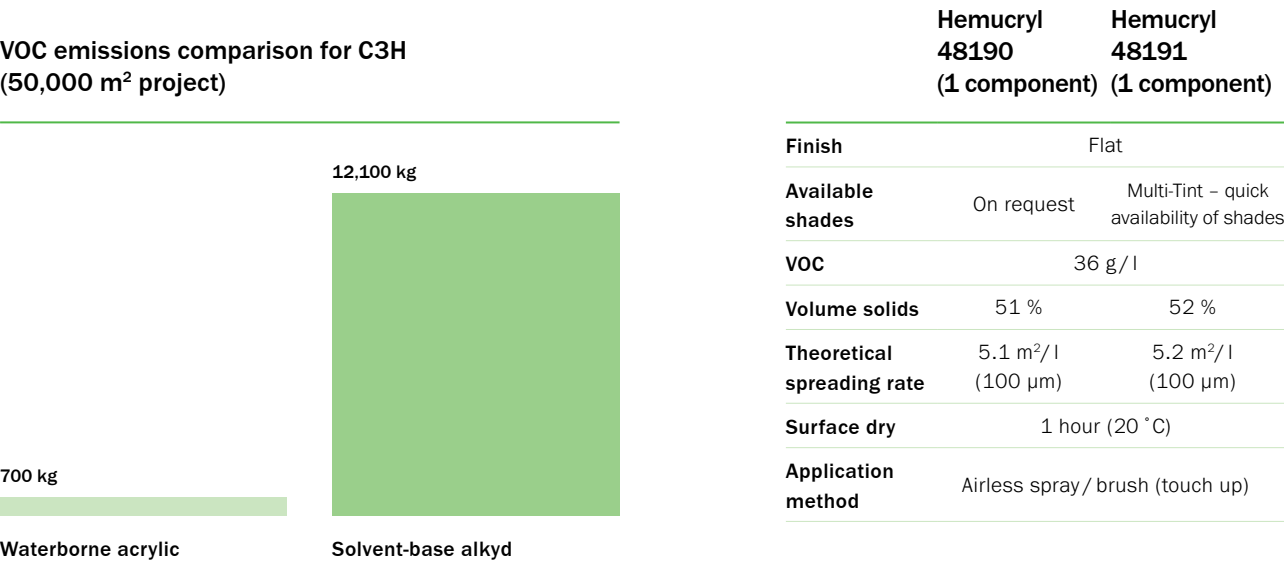 VOC emissions comparison for C3H
(50,000 m² project)
12,100 kg
700 kg
Waterborne acrylic
Solvent-base alkyd
Hemucryl
48190
(1 component)
Hemucryl
48191
(1 component)
Finish
Flat
Available
shades
On request
Multi-Tint – quick
availability of shades
VOC
36 g/l
Volume solids
51 %
52 %
Theoretical
spreading rate
5.1 m²/l
(100 µm)
5.2 m²/l
(100 µm)
Surface dry
1 hour (20 ˚C)
Application
method
Airless spray/brush (touch up)